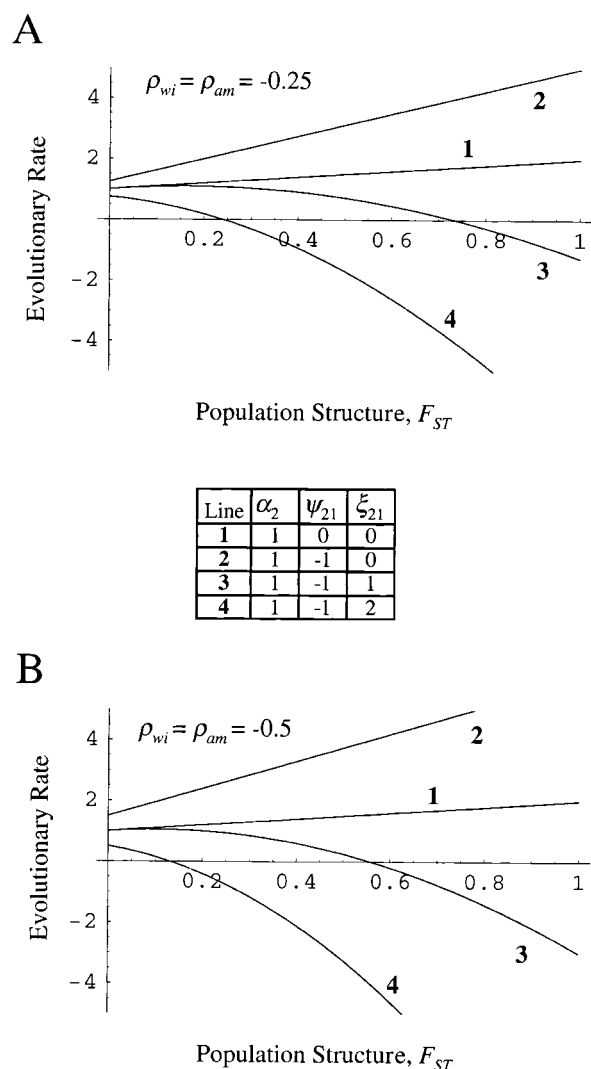 A
ρwi = ρam = -0.25
4
2
-2
-4
0.2 0.4 0.6 0.8 1
2
1
3
4
Evolutionary Rate
Population Structure, FST
Line α2 ψ21 ξ21
1 1 0 0
2 1 -1 0
3 1 -1 1
4 1 -1 2
B
ρwi = ρam = -0.5
4
2
-2
-4
0.2 0.4 0.6 0.8 1
2
1
3
4
Evolutionary Rate
Population Structure, FST